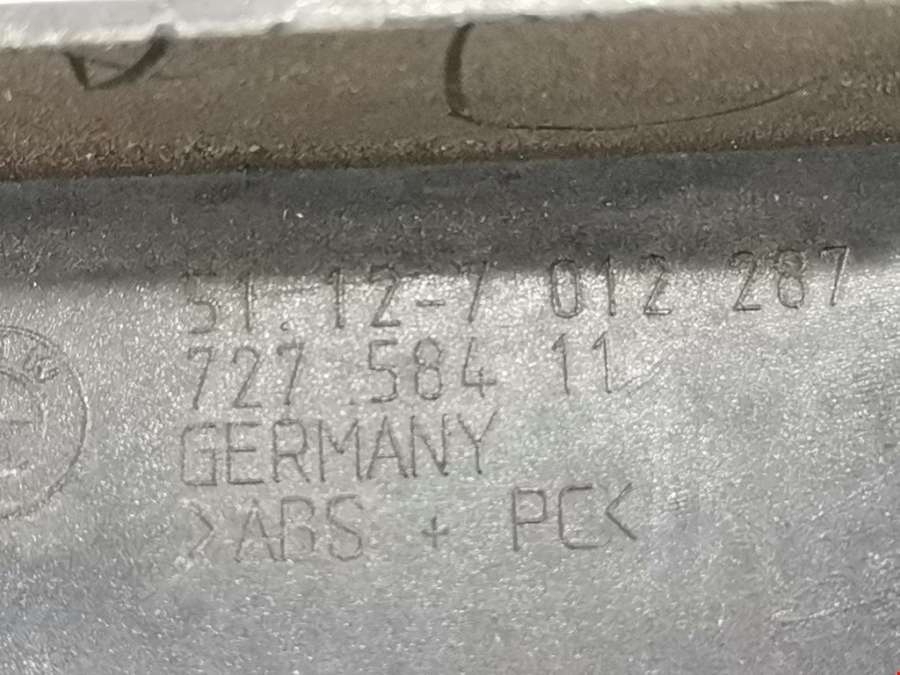 51.12-7 012 287
727 584 11
GERMANY
>ABS + PC<